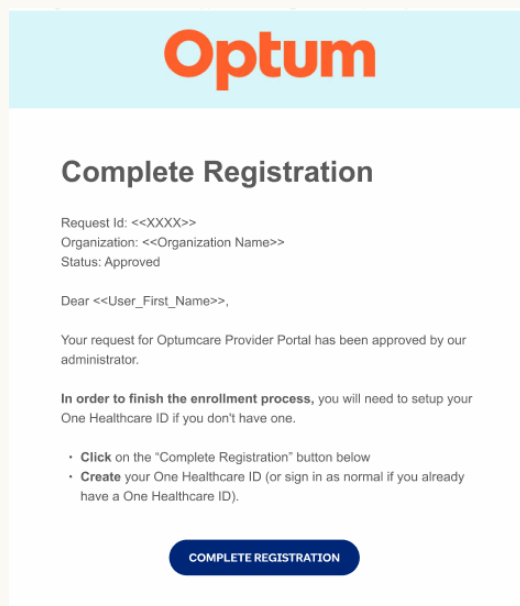 Optum
Complete Registration
Request Id: <<XXXX>>
Organization: <<Organization Name>>
Status: Approved
Dear <<User_First_Name>>,
Your request for Optumcare Provider Portal has been approved by our
administrator.
In order to finish the enrollment process, you will need to setup your
One Healthcare ID if you don't have one.
• Click on the “Complete Registration” button below
• Create your One Healthcare ID (or sign in as normal if you already
have a One Healthcare ID).
COMPLETE REGISTRATION